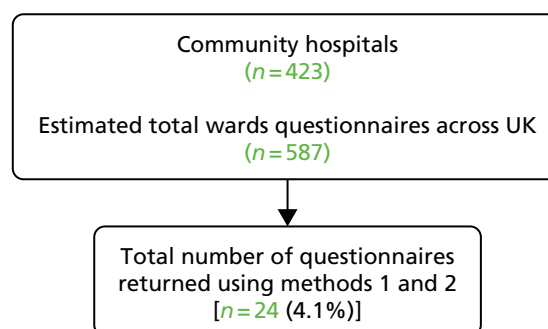 Community hospitals
(n=423)
Estimated total wards questionnaires across UK
(n=587)
Total number of questionnaires
returned using methods 1 and 2
[n=24 (4.1%)]